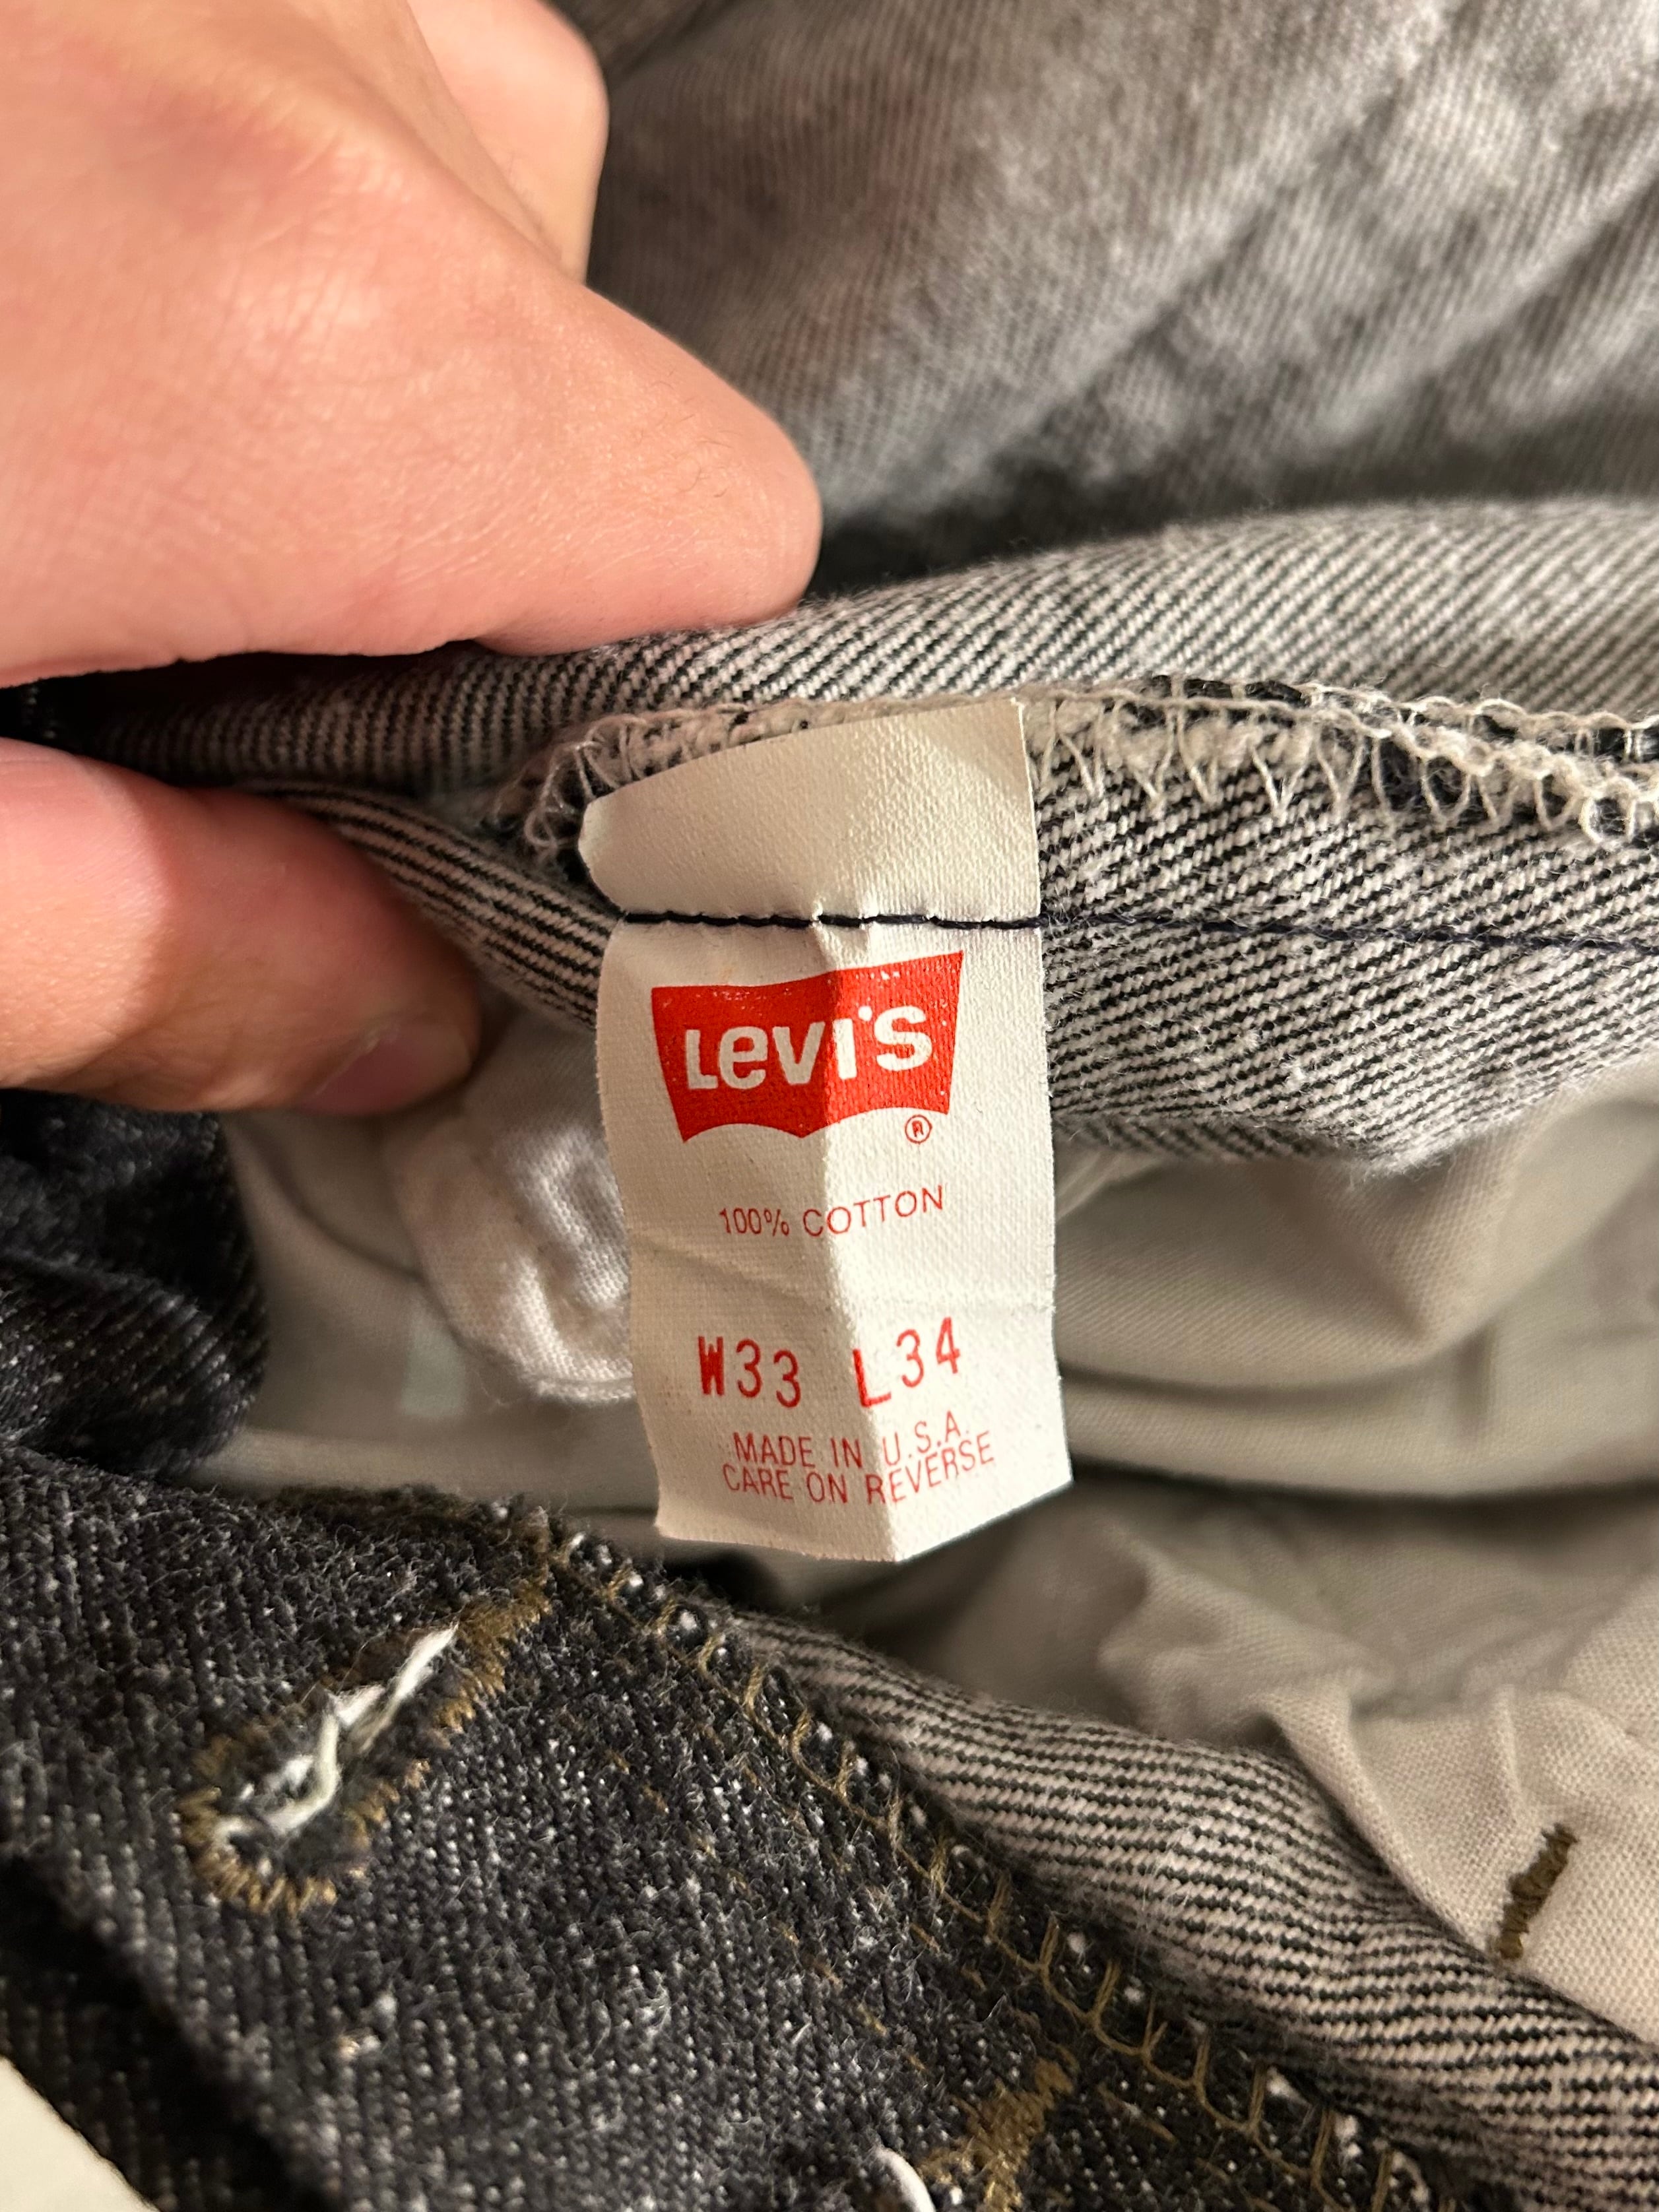 Levi's
®
100% COTTON
W33 L34
MADE IN U.S.A.
CARE ON REVERSE